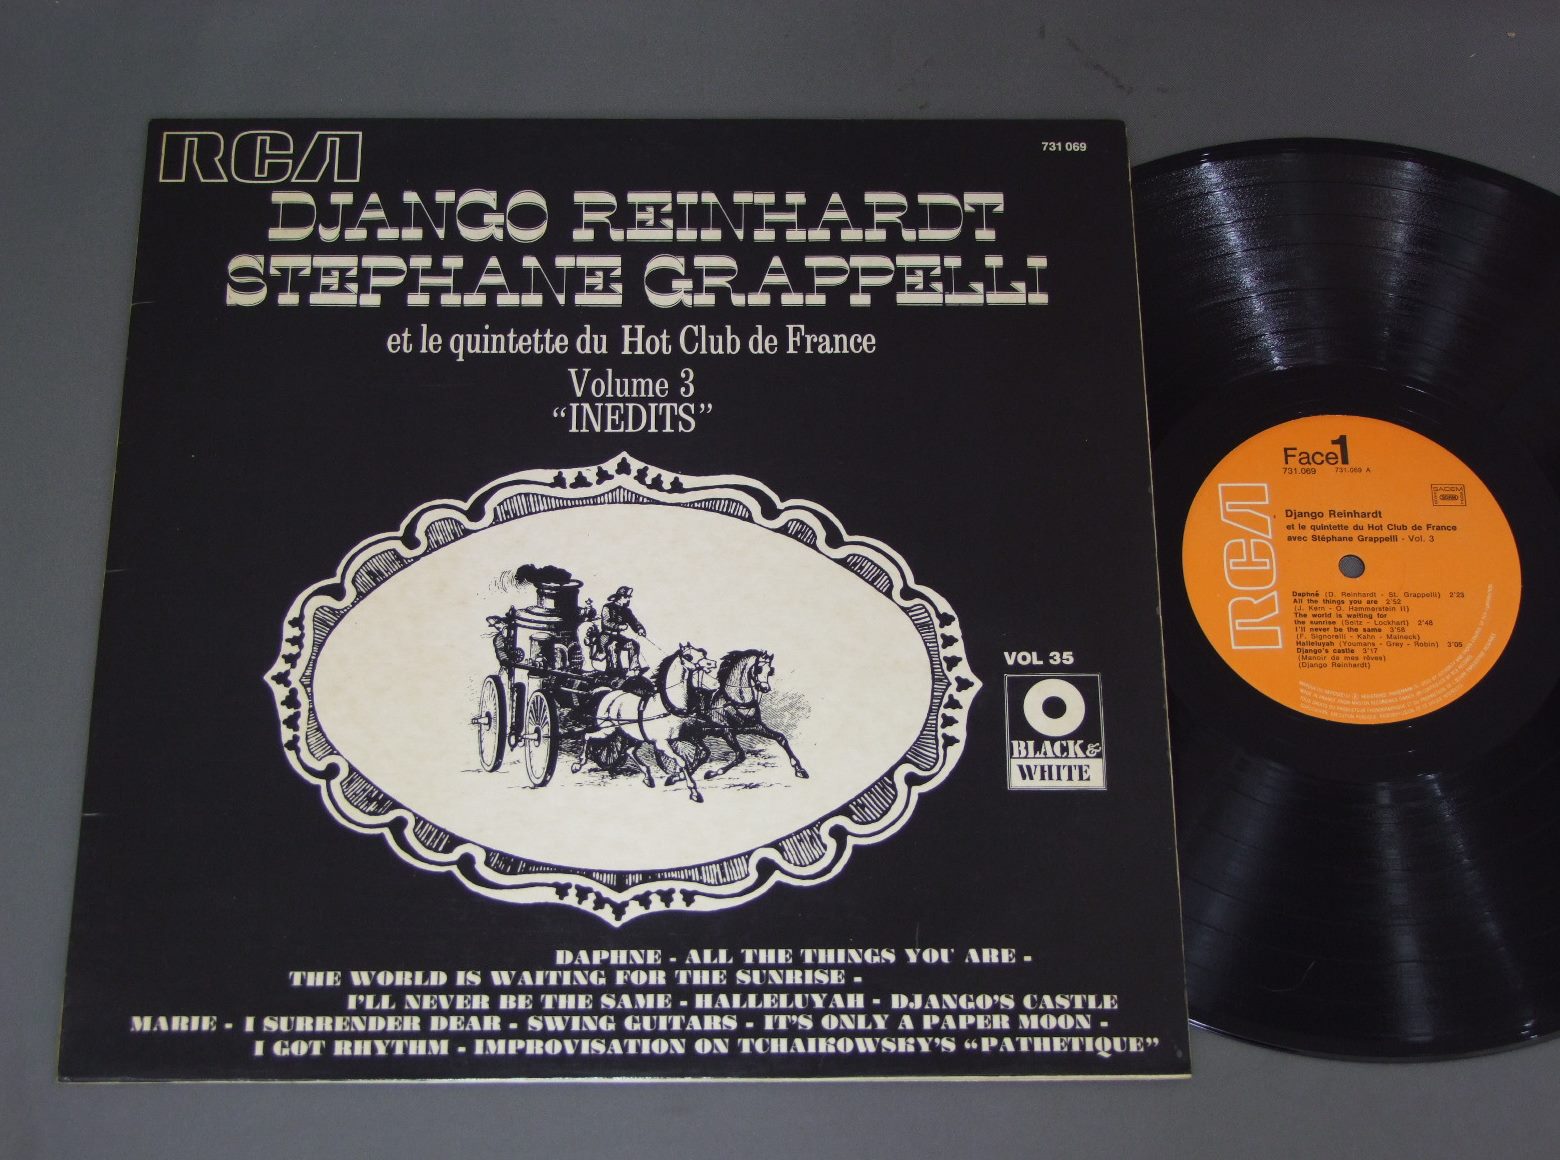 RCA
731 069
DJANGO REINHARDT
STEPHANE GRAPPELLI
et le quintette du Hot Club de France
Volume 3
“INEDITS”
VOL 35
BLACK &
WHITE
DAPHNE - ALL THE THINGS YOU ARE -
THE WORLD IS WAITING FOR THE SUNRISE -
I'LL NEVER BE THE SAME - HALLELUYAH - DJANGO'S CASTLE
MARIE - I SURRENDER DEAR - SWING GUITARS - IT'S ONLY A PAPER MOON -
I GOT RHYTHM - IMPROVISATION ON TCHAIKOWSKY'S “PATHETIQUE”
Face 1
731.069 731.069 A
SACEM
RCA
Django Reinhardt
et le quintette du Hot Club de France
avec Stéphane Grappelli - Vol. 3
Daphné (D. Reinhardt - St. Grappelli) 2'23
All the things you are 2'52
(J. Kern - O. Hammerstein II)
The world is waiting for
the sunrise (Seitz - Lockhart) 2'48
I'll never be the same 3'58
(F. Signorelli - Kahn - Malneck)
Halleluyah (Youmans - Grey - Robin) 3'05
Django's castle 3'17
(Manoir de mes rêves)
(Django Reinhardt)